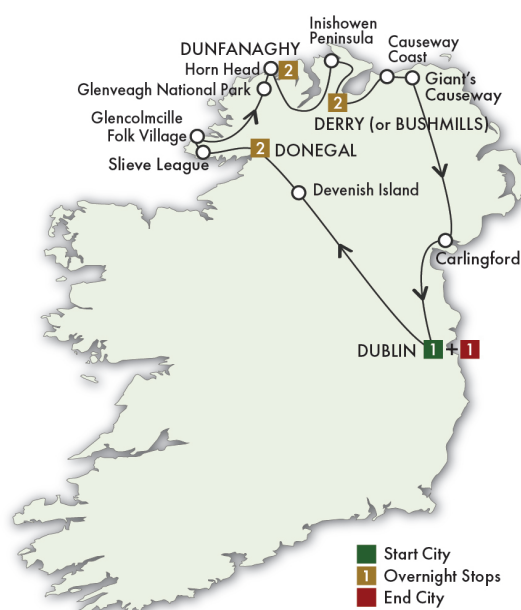 Inishowen
Peninsula
DUNFANAGHY
Horn Head 2
Causeway
Coast
Glenveagh National Park
Giant's
Causeway
2
DERRY (or BUSHMILLS)
Glencolmcille
Folk Village
Slieve League
2 DONEGAL
Devenish Island
Carlingford
DUBLIN 1 + 1
Start City
1 Overnight Stops
End City